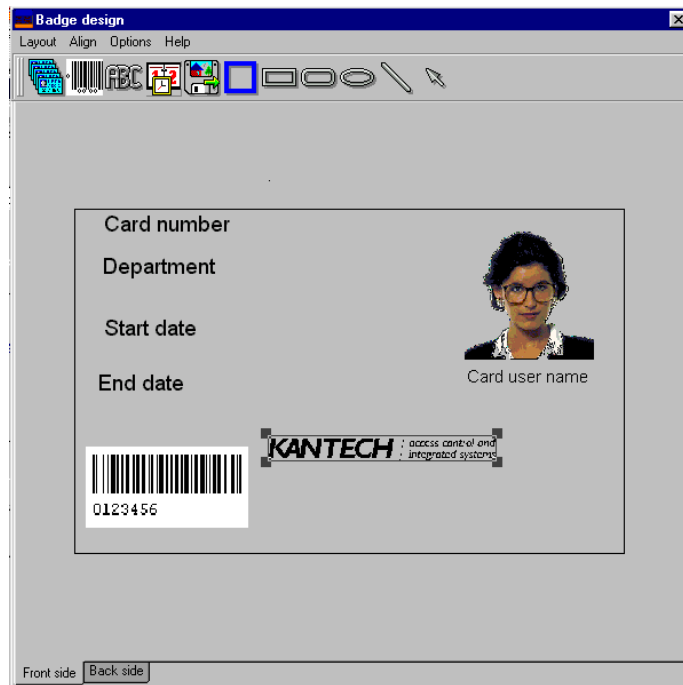 Badge design
Layout Align Options Help
ABC
Card number
Department
Start date
End date
Card user name
KANTECH : access control and
integrated systems
0123456
Front side Back side